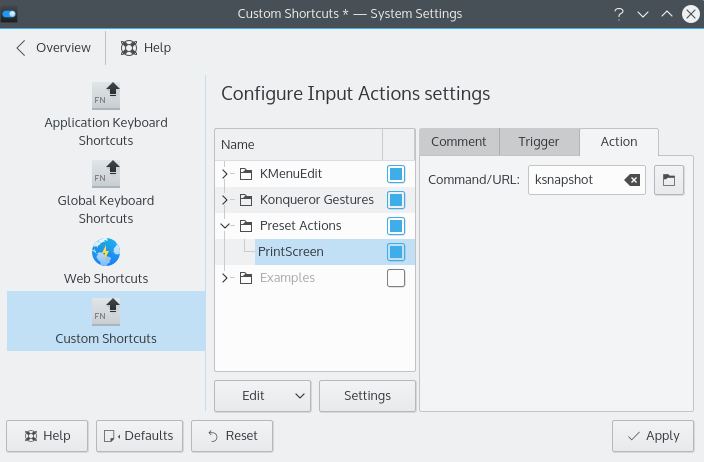 Custom Shortcuts * — System Settings
Overview
Help
FN
Application Keyboard
Shortcuts
FN
Global Keyboard
Shortcuts
Web Shortcuts
FN
Custom Shortcuts
Configure Input Actions settings
Name
KMenuEdit
Konqueror Gestures
Preset Actions
PrintScreen
Examples
Edit
Settings
Comment
Trigger
Action
Command/URL:
ksnapshot
Help
Defaults
Reset
Apply